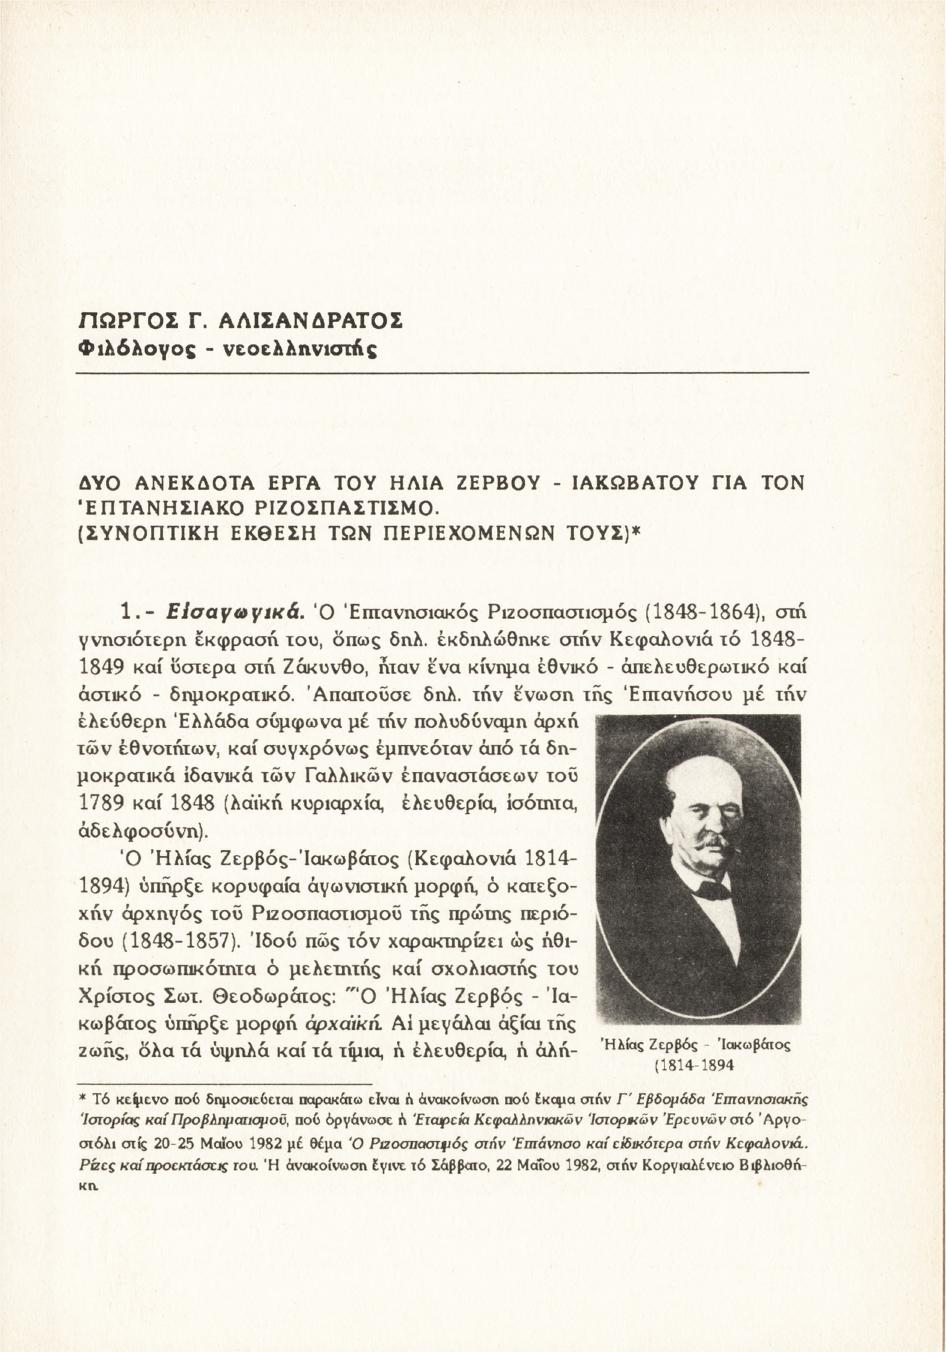 ΓΙΩΡΓΟΣ Γ. ΑΛΙΣΑΝΔΡΑΤΟΣ
Φιλόλογος - νεοελληνιστής
ΔΥΟ ΑΝΕΚΔΟΤΑ ΕΡΓΑ ΤΟΥ ΗΛΙΑ ΖΕΡΒΟΥ - ΙΑΚΩΒΑΤΟΥ ΓΙΑ ΤΟΝ
ἙΠΤΑΝΗΣΙΑΚΟ ΡΙΖΟΣΠΑΣΤΙΣΜΟ.
(ΣΥΝΟΠΤΙΚΗ ΕΚΘΕΣΗ ΤΩΝ ΠΕΡΙΕΧΟΜΕΝΩΝ ΤΟΥΣ)*
1.- Εἰσαγωγικά. Ὁ Ἑπτανησιακός Ριζοσπαστισμός (1848-1864), στή
γνησιότερη ἔκφρασή του, ὅπως δηλ. ἐκδηλώθηκε στήν Κεφαλονιά τό 1848-
1849 καί ὕστερα στή Ζάκυνθο, ἦταν ἕνα κίνημα ἐθνικό - ἀπελευθερωτικό καί
ἀστικό - δημοκρατικό. Ἀπαιτοῦσε δηλ. τήν ἕνωση τῆς Ἑπτανήσου μέ τήν
ἐλεύθερη Ἑλλάδα σύμφωνα μέ τήν πολυδύναμη ἀρχή
τῶν ἐθνοτήτων, καί συγχρόνως ἐμπνεόταν ἀπό τά δη-
μοκρατικά ἰδανικά τῶν Γαλλικῶν ἐπαναστάσεων τοῦ
1789 καί 1848 (λαϊκή κυριαρχία, ἐλευθερία, ἰσότητα,
ἀδελφοσύνη).
Ὁ Ἠλίας Ζερβός-Ἰακωβάτος (Κεφαλονιά 1814-
1894) ὑπῆρξε κορυφαία ἀγωνιστική μορφή, ὁ κατεξο-
χήν ἀρχηγός τοῦ Ριζοσπαστισμοῦ τῆς πρώτης περιό-
δου (1848-1857). Ἰδού πῶς τόν χαρακτηρίζει ὡς ἠθι-
κή προσωπικότητα ὁ μελετητής καί σχολιαστής του
Χρίστος Σωτ. Θεοδωράτος: "Ὁ Ἠλίας Ζερβός - Ἰα-
κωβάτος ὑπῆρξε μορφή ἀρχαϊκή. Αἱ μεγάλαι ἀξίαι τῆς
ζωῆς, ὅλα τά ὑψηλά καί τά τίμια, ἡ ἐλευθερία, ἡ ἀλή-
Ἠλίας Ζερβός - Ἰακωβάτος
(1814-1894
* Τό κείμενο πού δημοσιεύεται παρακάτω εἶναι ἡ ἀνακοίνωση πού ἔκαμα στήν Γ΄ Εβδομάδα Ἑπτανησιακῆς
Ἱστορίας καί Προβληματισμοῦ, πού ὀργάνωσε ἡ Ἑταιρεία Κεφαλληνιακῶν Ἱστορικῶν Ἐρευνῶν στό Ἀργο-
στόλι στίς 20-25 Μαΐου 1982 μέ θέμα Ὁ Ριζοσπαστιμός στήν Ἑπτάνησο καί εἰδικότερα στήν Κεφαλονιά.
Ρίζες καί προεκτάσεις του. Ἡ ἀνακοίνωση ἔγινε τό Σάββατο, 22 Μαΐου 1982, στήν Κοργιαλένειο Βιβλιοθή-
κη.